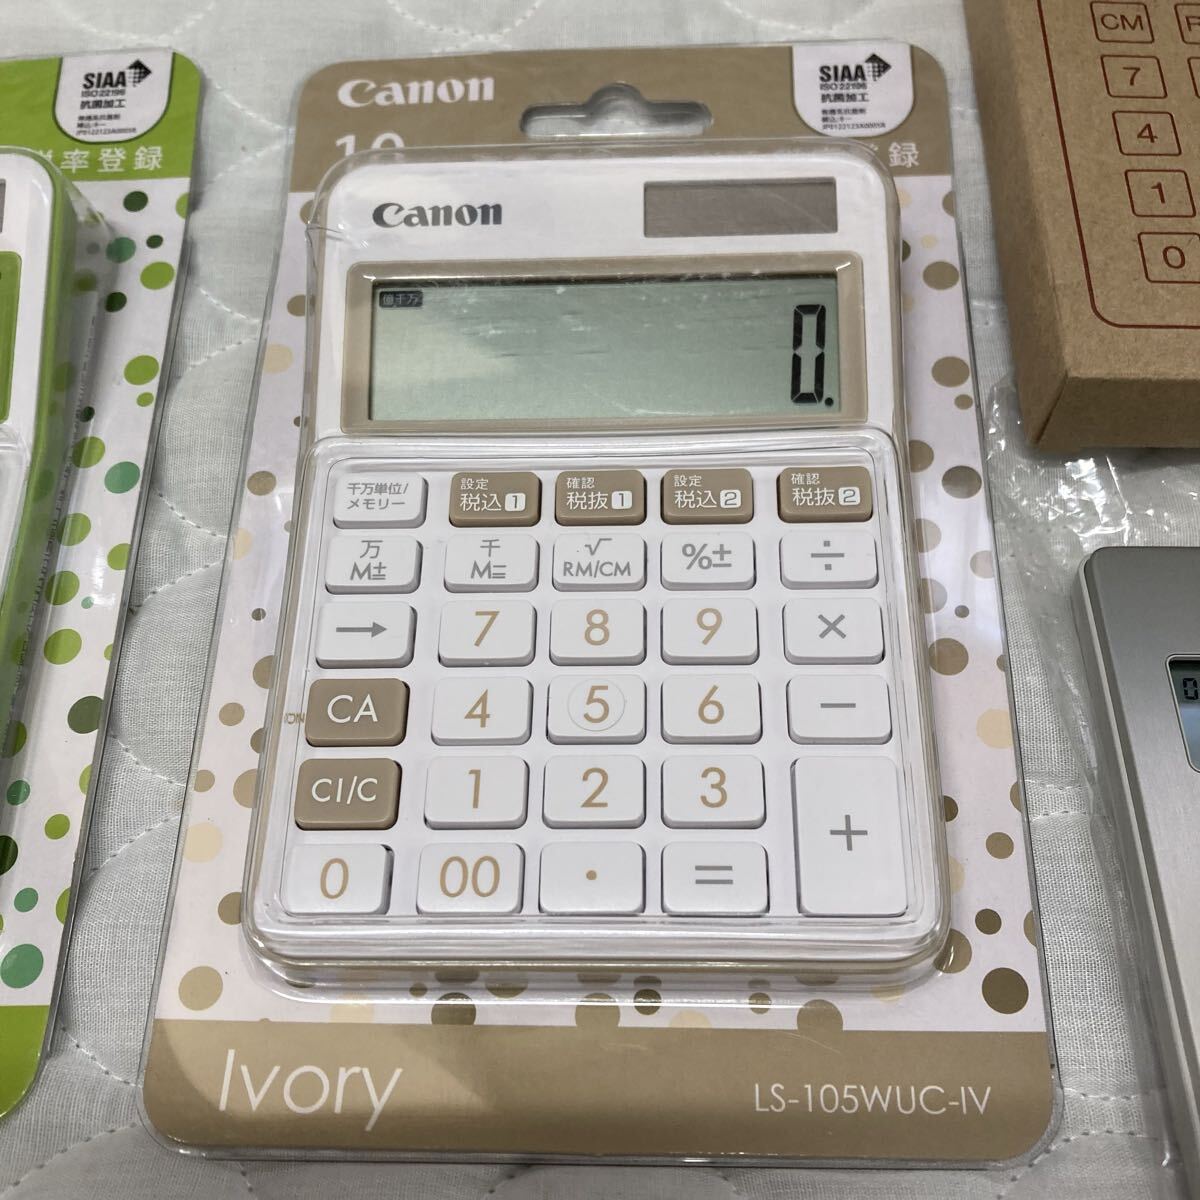 SIAA
ISO 22196
抗菌加工
率登録
Canon
10
SIAA
ISO 22196
抗菌加工
録
Canon
億千万
0.
千万単位/
メモリー
設定
税込1
確認
税抜1
設定
税込2
確認
税抜2
万
M±
千
M=
√
RM/CM
%±
÷
→
7
8
9
×
CA
4
5
6
−
CI/C
1
2
3
+
0
00
.
=
Ivory
LS-105WUC-IV
CM
7
4
1
0
0